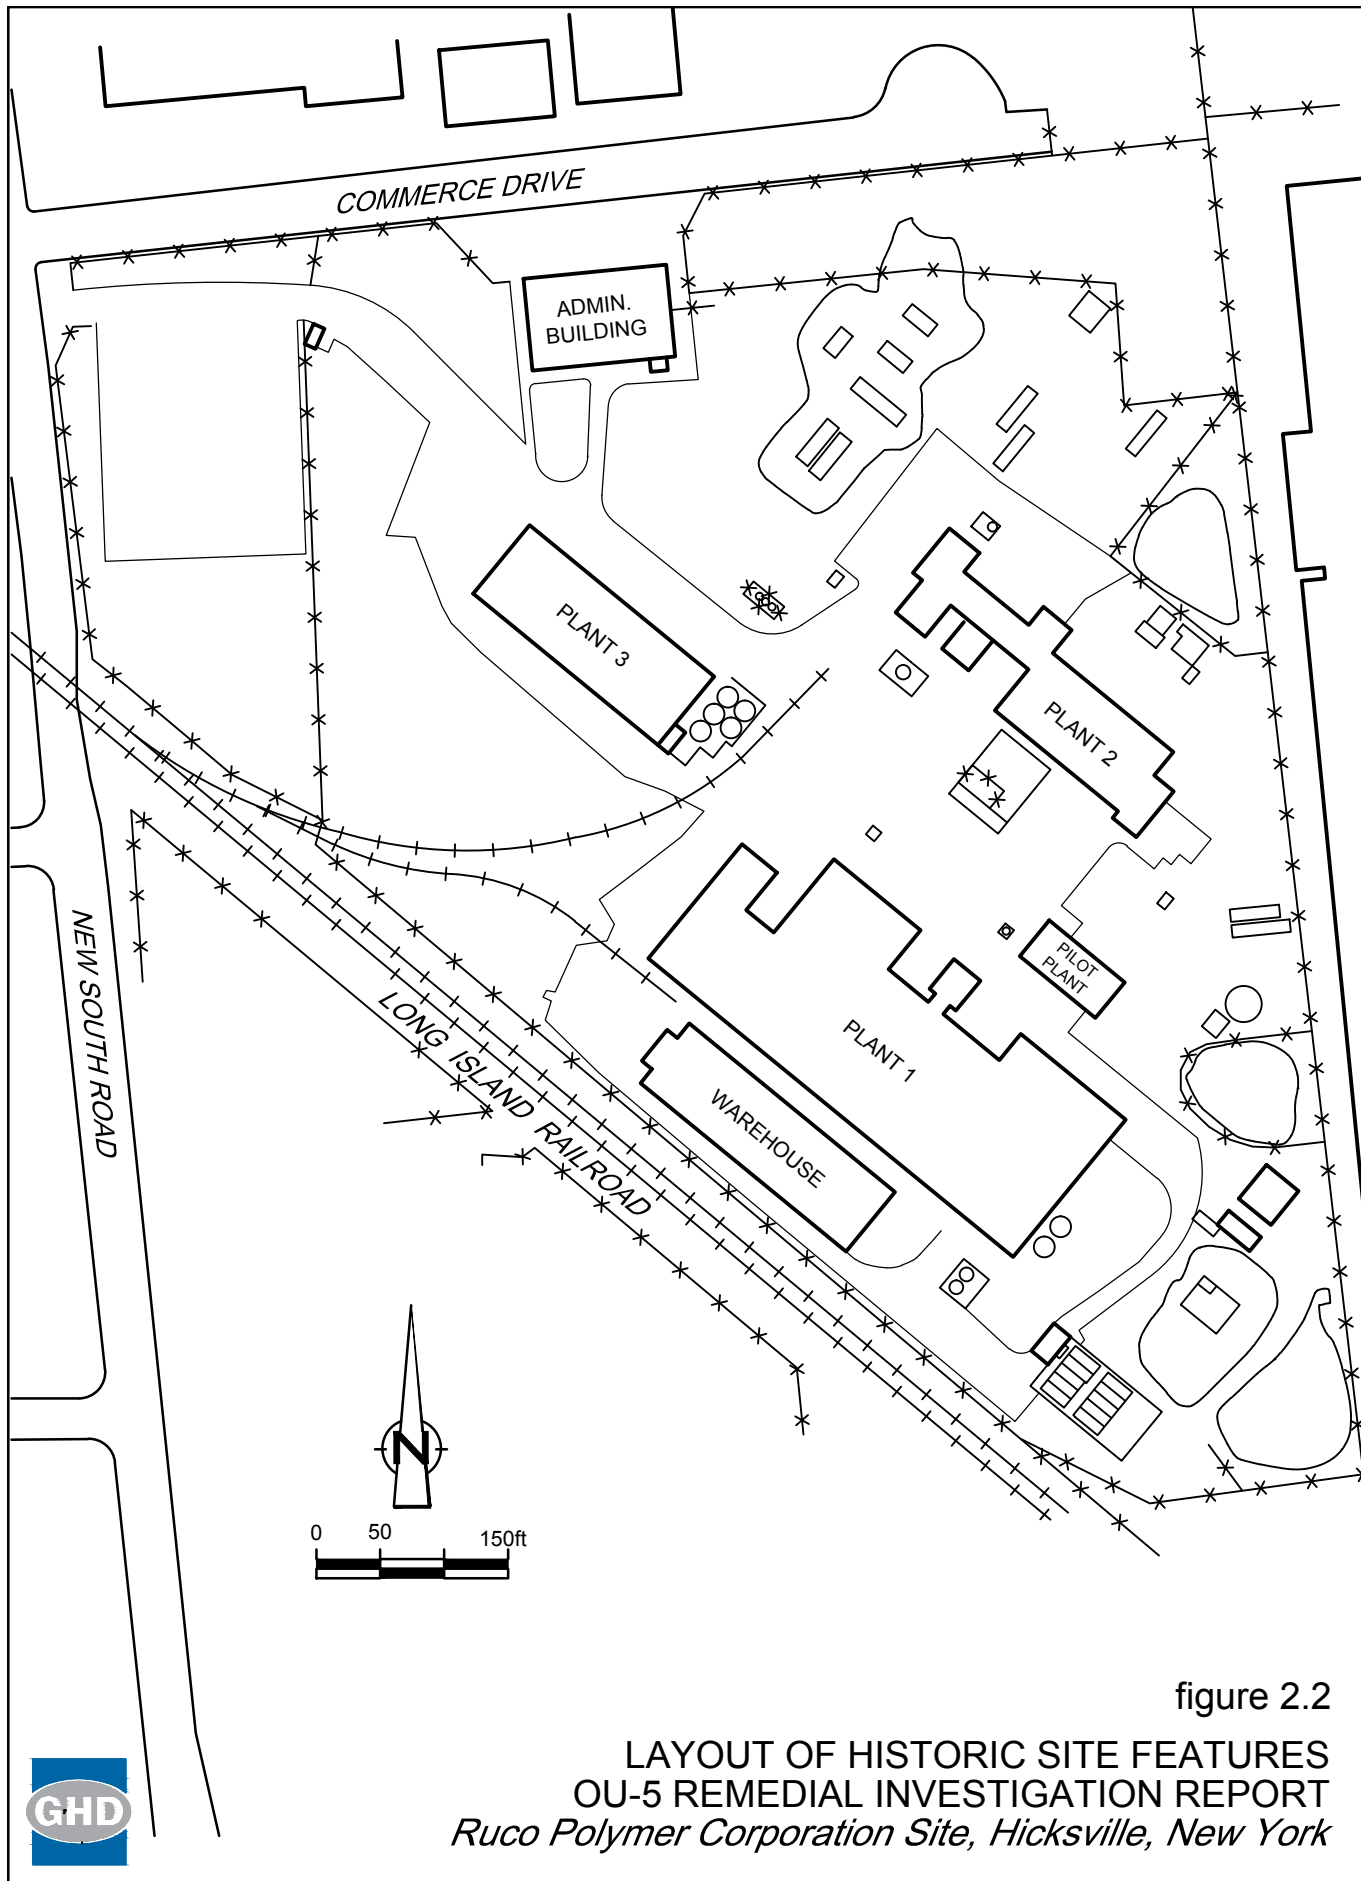 COMMERCE DRIVE
ADMIN.
BUILDING
PLANT 3
PLANT 2
NEW SOUTH ROAD
LONG ISLAND RAILROAD
PILOT
PLANT
PLANT 1
WAREHOUSE
N
0 50 150ft
figure 2.2
LAYOUT OF HISTORIC SITE FEATURES
OU-5 REMEDIAL INVESTIGATION REPORT
Ruco Polymer Corporation Site, Hicksville, New York
GHD